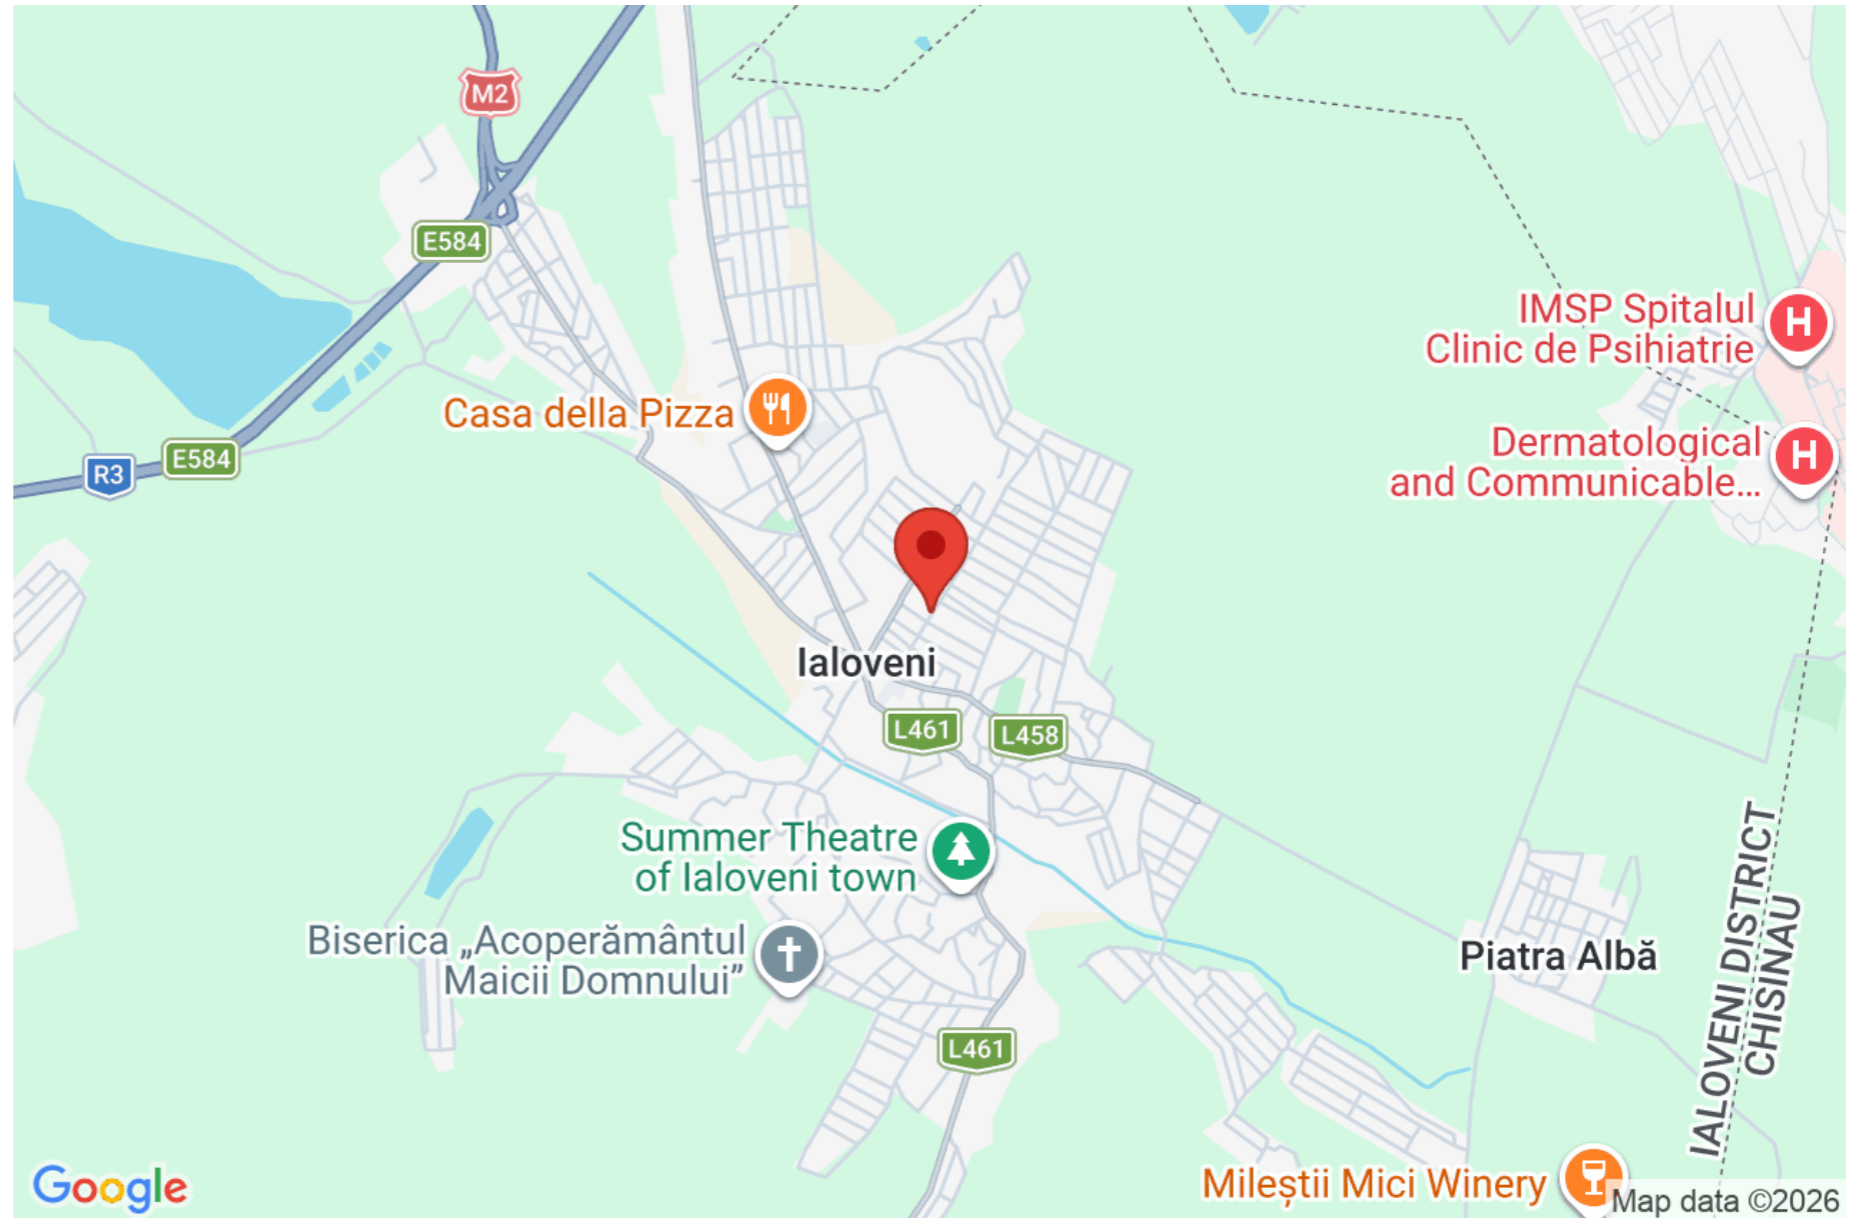 M2
E584
IMSP Spitalul
Clinic de Psihiatrie
Casa della Pizza
Dermatological
and Communicable...
E584
R3
Ialoveni
L461
L458
Summer Theatre
of Ialoveni town
Biserica „Acoperământul
Maicii Domnului”
Piatra Albă
IALOVENI DISTRICT
CHISINAU
L461
Mileștii Mici Winery
Google
Map data ©2026